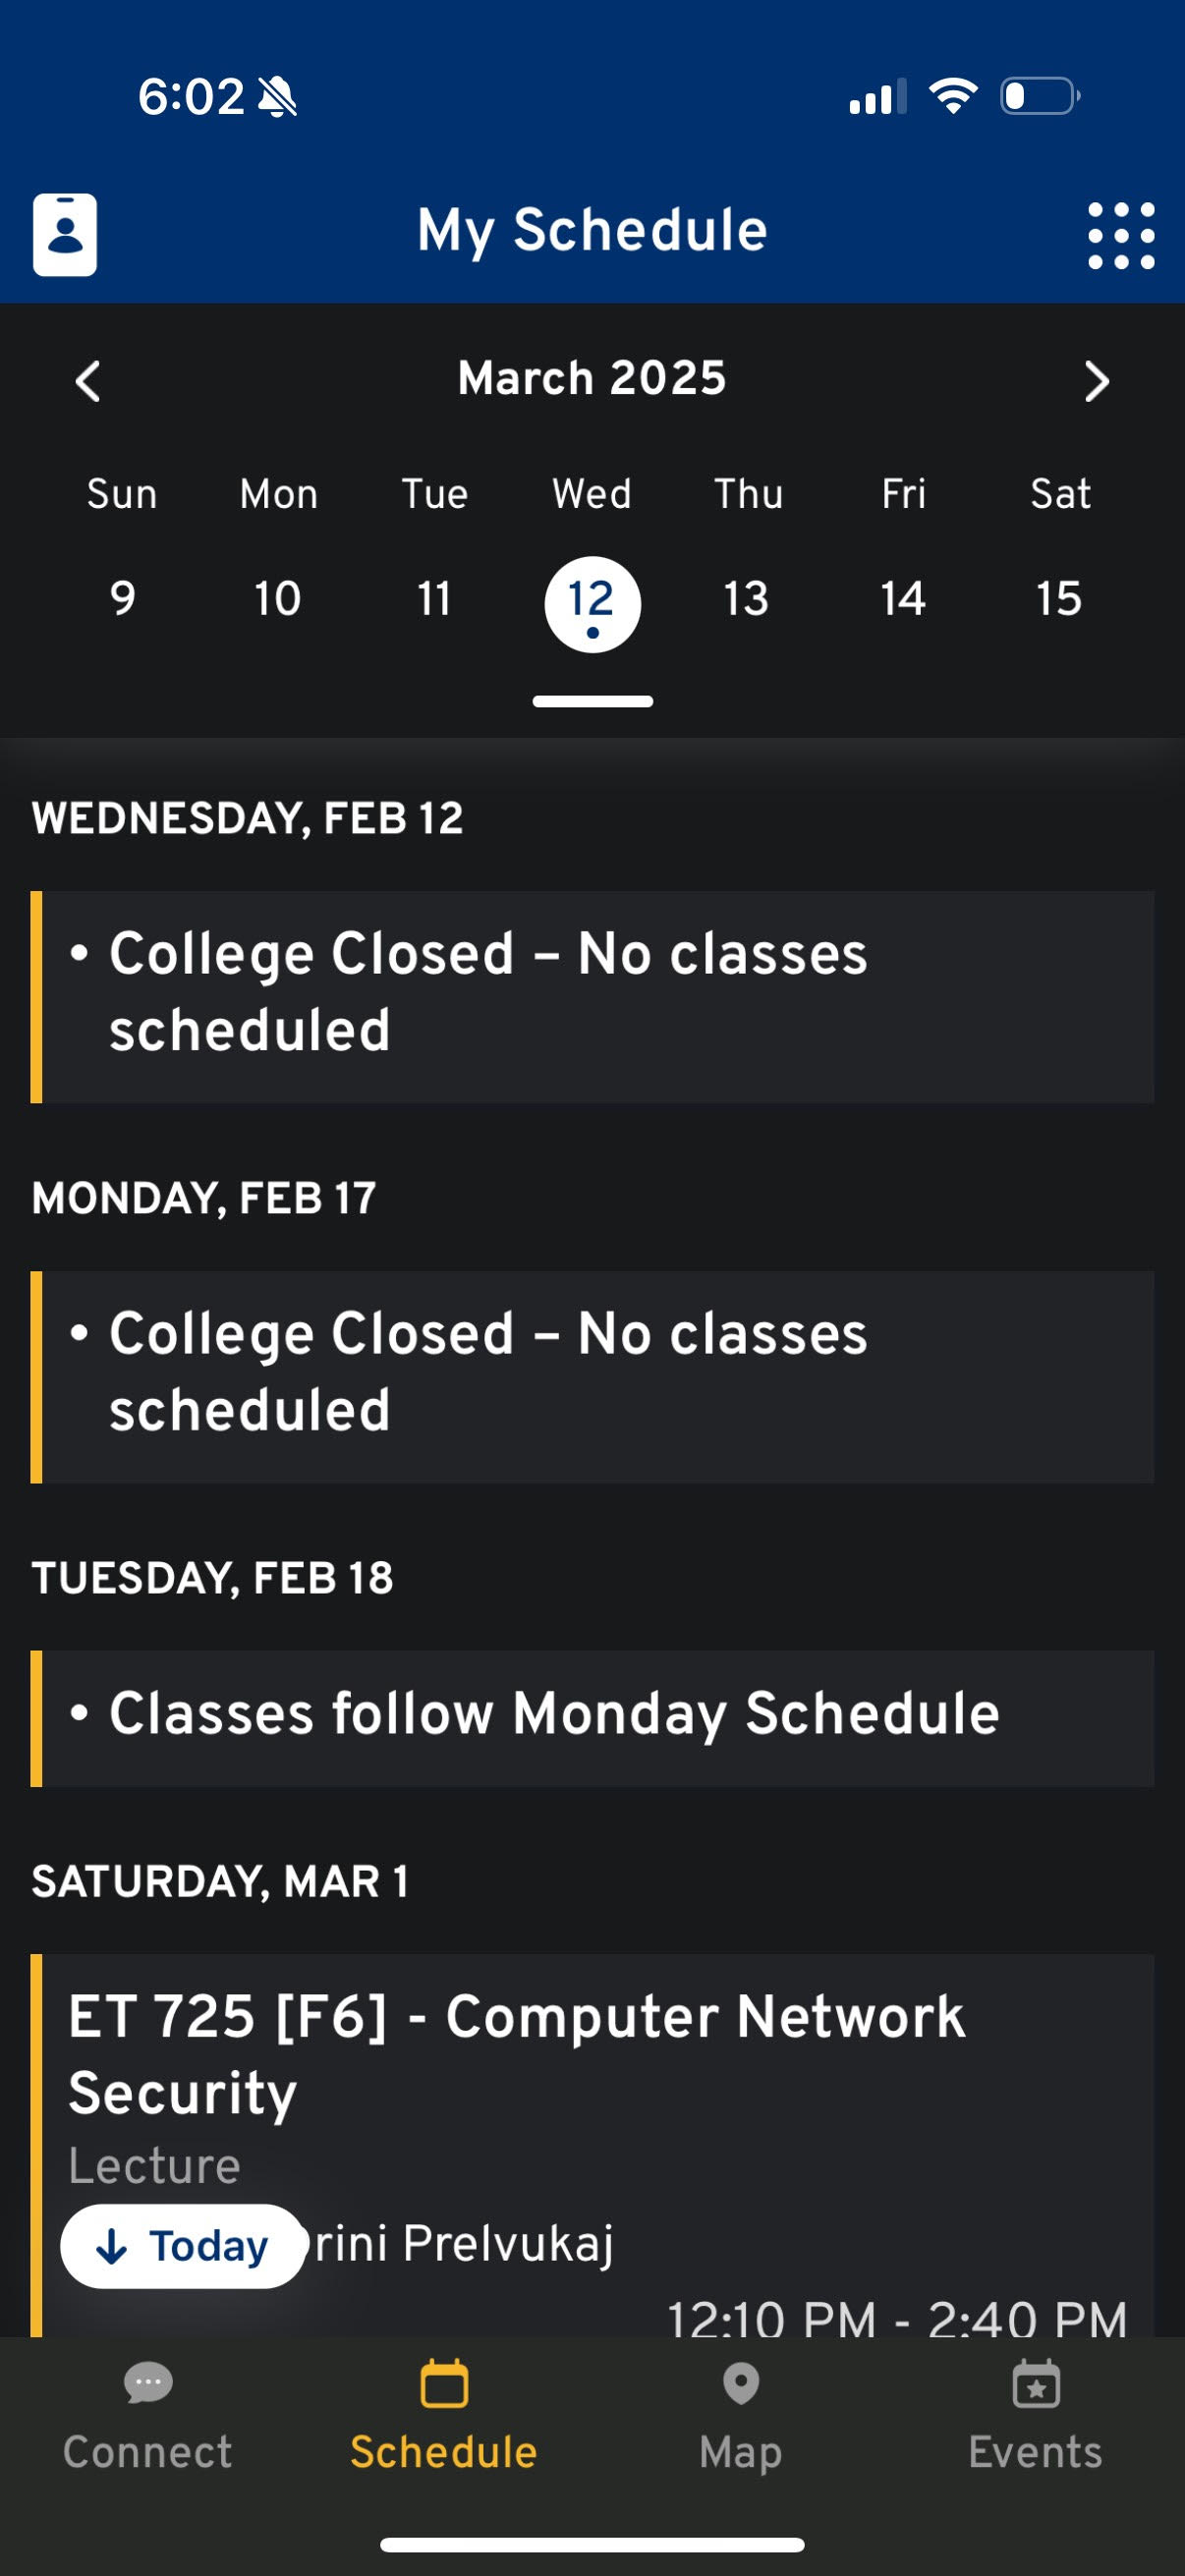 6:02
My Schedule
March 2025
Sun Mon Tue Wed Thu Fri Sat
9 10 11 12 13 14 15
WEDNESDAY, FEB 12
• College Closed – No classes
scheduled
MONDAY, FEB 17
• College Closed – No classes
scheduled
TUESDAY, FEB 18
• Classes follow Monday Schedule
SATURDAY, MAR 1
ET 725 [F6] - Computer Network
Security
Lecture
Today
Prelvukaj
12:10 PM - 2:40 PM
Connect Schedule Map Events